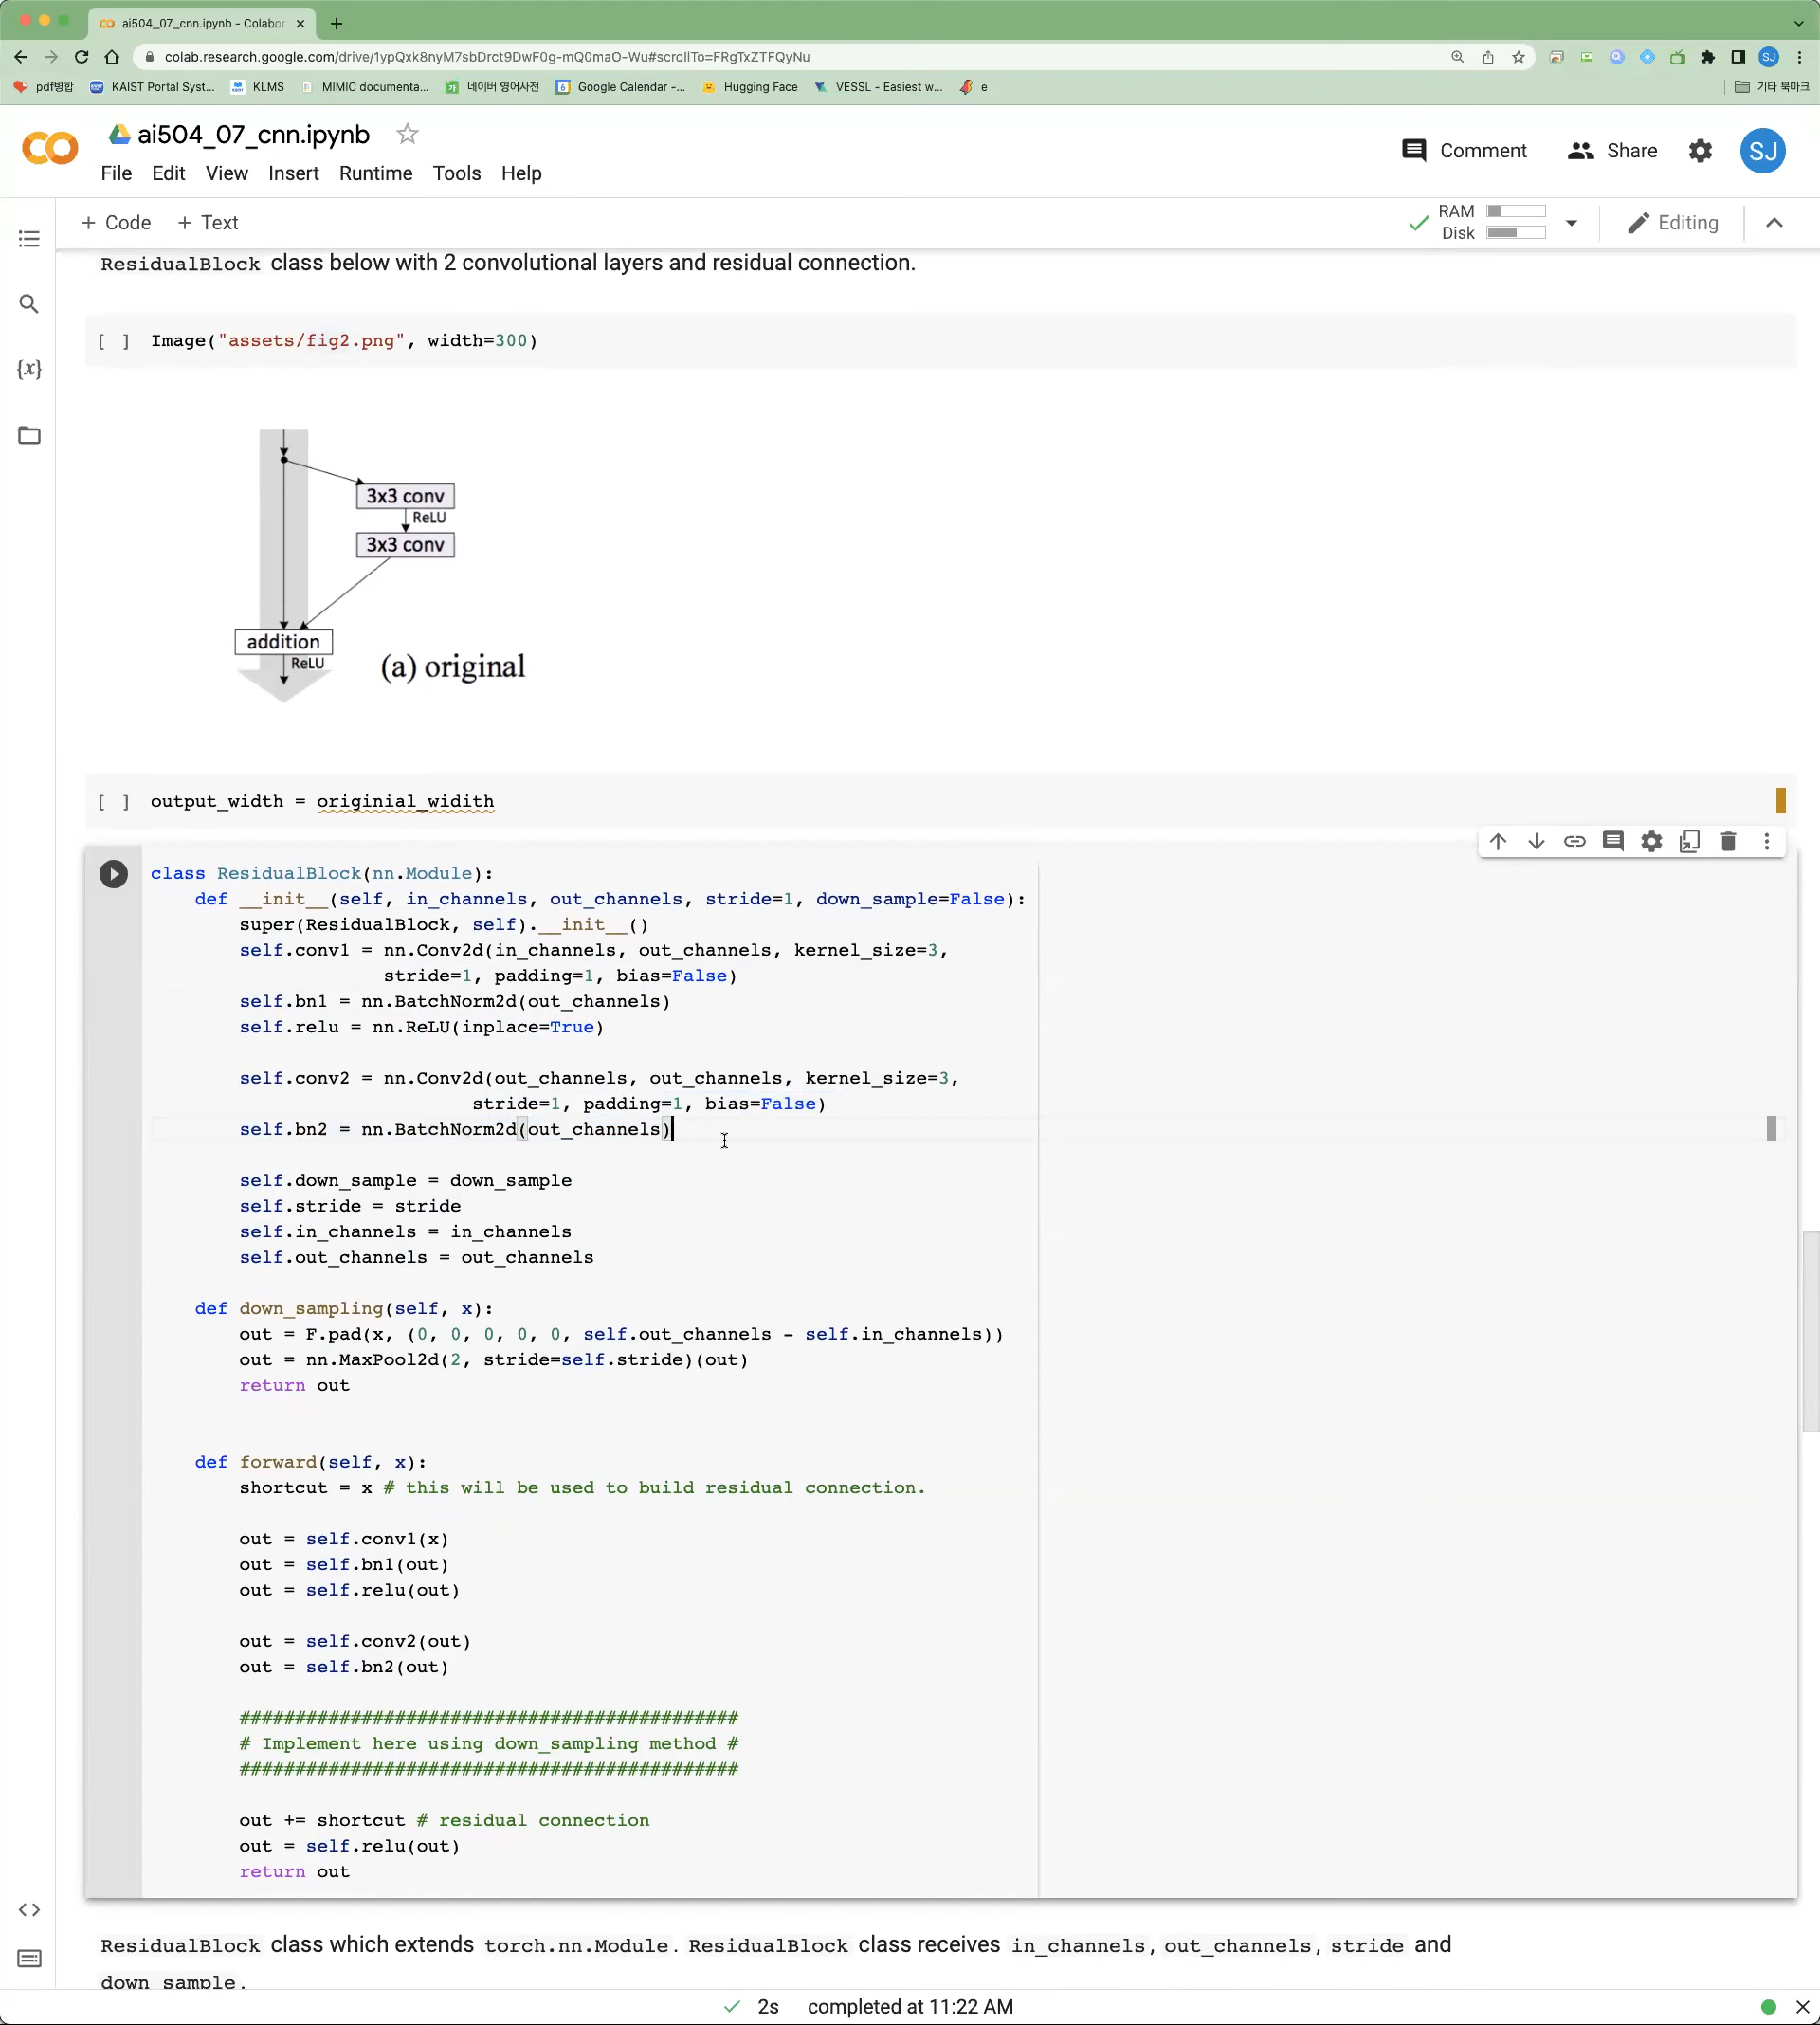 ai504_07_cnn.ipynb - Colabor
colab.research.google.com/drive/1ypQxk8nyM7sbDrct9DwF0g-mQ0maO-Wu#scrollTo=FRgTxZTFQyNu
SJ
pdf병합 KAIST Portal Syst... KLMS MIMIC documenta... 네이버 영어사전 Google Calendar -... Hugging Face VESSL - Easiest w... e 기타 북마크
ai504_07_cnn.ipynb
File Edit View Insert Runtime Tools Help
Comment Share SJ
+ Code + Text
RAM
Disk
Editing
ResidualBlock class below with 2 convolutional layers and residual connection.
[ ] Image("assets/fig2.png", width=300)
3x3 conv
ReLU
3x3 conv
addition
ReLU
(a) original
[ ] output_width = originial_widith
class ResidualBlock(nn.Module):
def __init__(self, in_channels, out_channels, stride=1, down_sample=False):
super(ResidualBlock, self).__init__()
self.conv1 = nn.Conv2d(in_channels, out_channels, kernel_size=3,
stride=1, padding=1, bias=False)
self.bn1 = nn.BatchNorm2d(out_channels)
self.relu = nn.ReLU(inplace=True)
self.conv2 = nn.Conv2d(out_channels, out_channels, kernel_size=3,
stride=1, padding=1, bias=False)
self.bn2 = nn.BatchNorm2d(out_channels)
self.down_sample = down_sample
self.stride = stride
self.in_channels = in_channels
self.out_channels = out_channels
def down_sampling(self, x):
out = F.pad(x, (0, 0, 0, 0, 0, self.out_channels - self.in_channels))
out = nn.MaxPool2d(2, stride=self.stride)(out)
return out
def forward(self, x):
shortcut = x # this will be used to build residual connection.
out = self.conv1(x)
out = self.bn1(out)
out = self.relu(out)
out = self.conv2(out)
out = self.bn2(out)
#############################################
# Implement here using down_sampling method #
#############################################
out += shortcut # residual connection
out = self.relu(out)
return out
ResidualBlock class which extends torch.nn.Module. ResidualBlock class receives in_channels, out_channels, stride and
down_sample.
2s completed at 11:22 AM